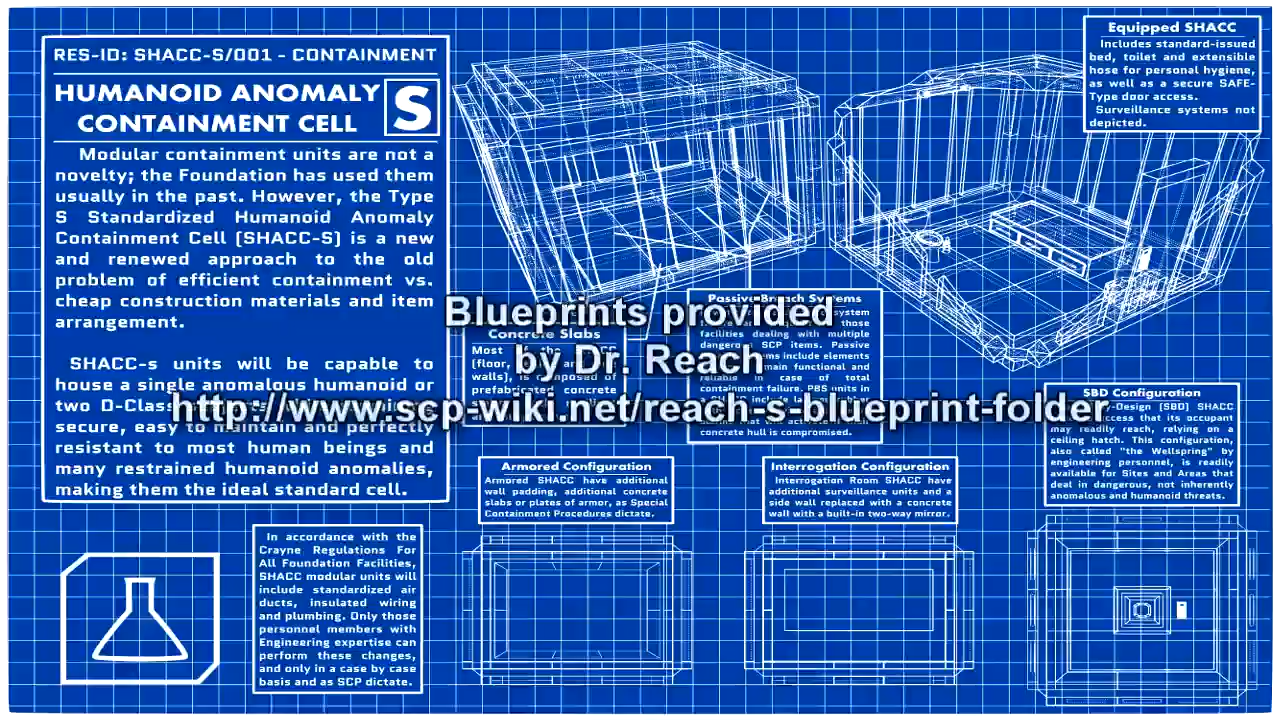 RES-ID: SHACC-S/001 - CONTAINMENT
HUMANOID ANOMALY
CONTAINMENT CELL
S
Modular containment units are not a
novelty; the Foundation has used them
usually in the past. However, the Type
S Standardized Humanoid Anomaly
Containment Cell (SHACC-S) is a new
and renewed approach to the old
problem of efficient containment vs.
cheap construction materials and item
arrangement.
SHACC-s units will be capable to
house a single anomalous humanoid or
two D-Class
secure, easy to maintain and perfectly
resistant to most human beings and
many restrained humanoid anomalies,
making them the ideal standard cell.
In accordance with the
Crayne Regulations For
All Foundation Facilities,
SHACC modular units will
include standardized air
ducts, insulated wiring
and plumbing. Only those
personnel members with
Engineering expertise can
perform these changes,
and only in a case by case
basis and as SCP dictate.
Equipped SHACC
Includes standard-issued
bed, toilet and extensible
hose for personal hygiene,
as well as a secure SAFE-
Type door access.
Surveillance systems not
depicted.
Blueprints provided
by Dr. Reach
http://www.scp-wiki.net/reach-s-blueprint-folder
Concrete Slabs
Most of the
(floor,
walls), is composed of
prefabricated concrete
Passive Breach Systems
system
those
facilities dealing with multiple
dangerous SCP items. Passive
include elements
remain functional and
reliable in case of total
containment failure. PBS units in
concrete hull is compromised.
Armored Configuration
Armored SHACC have additional
wall padding, additional concrete
slabs or plates of armor, as Special
Containment Procedures dictate.
Interrogation Configuration
Interrogation Room SHACC have
additional surveillance units and a
side wall replaced with a concrete
wall with a built-in two-way mirror.
SBD Configuration
-Design (SBD) SHACC
access that its occupant
may readily reach, relying on a
ceiling hatch. This configuration,
also called "the Wellspring" by
engineering personnel, is readily
available for Sites and Areas that
deal in dangerous, not inherently
anomalous and humanoid threats.